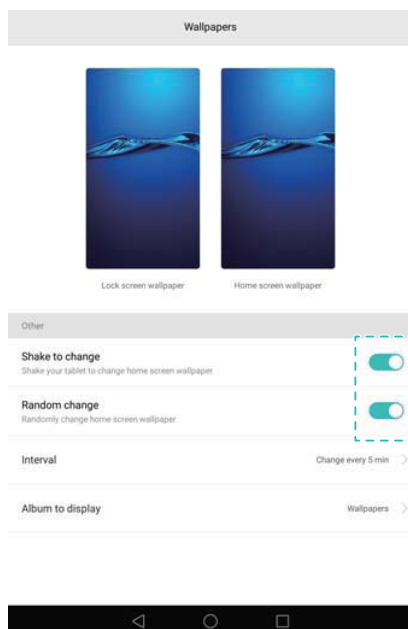 Wallpapers
Lock screen wallpaper
Home screen wallpaper
Other
Shake to change
Shake your tablet to change home screen wallpaper
Random change
Randomly change home screen wallpaper
Interval
Change every 5 min
Album to display
Wallpapers